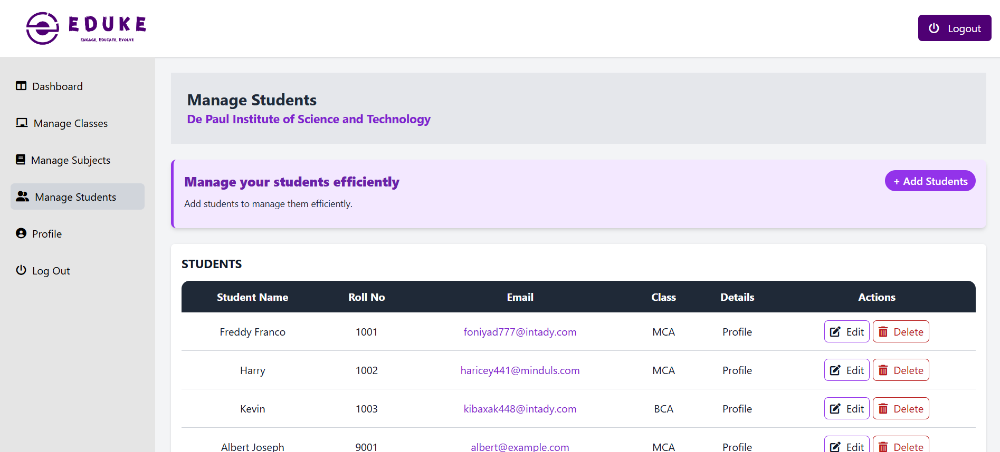 EDUKE
Engage, Educate, Evolve
Logout
Dashboard
Manage Classes
Manage Subjects
Manage Students
Profile
Log Out
Manage Students
De Paul Institute of Science and Technology
Manage your students efficiently
+ Add Students
Add students to manage them efficiently.
STUDENTS
Student Name Roll No Email Class Details Actions
Freddy Franco 1001 foniyad777@intady.com MCA Profile Edit Delete
Harry 1002 haricey441@minduls.com MCA Profile Edit Delete
Kevin 1003 kibaxak448@intady.com BCA Profile Edit Delete
Albert Joseph 9001 albert@example.com MCA Profile Edit Delete